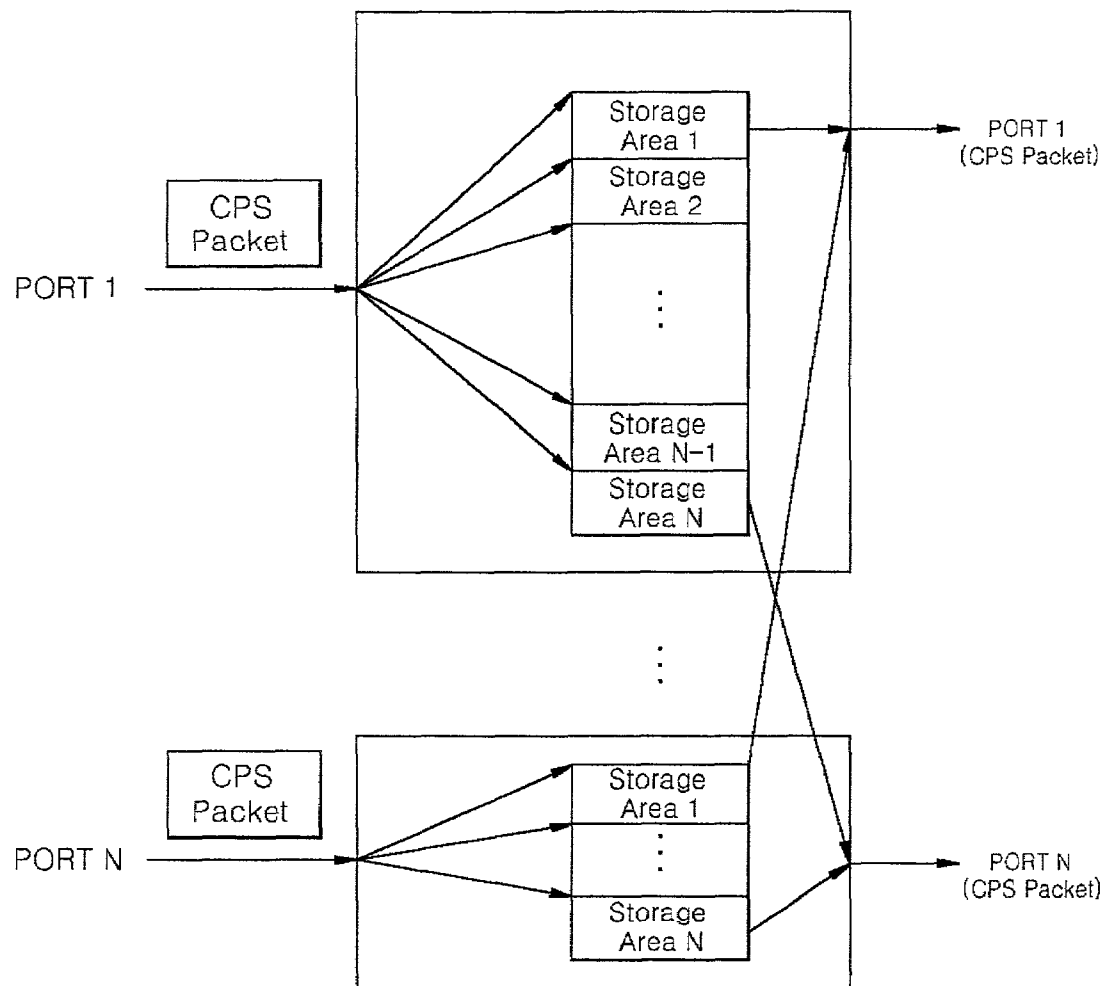 Storage
Area 1
PORT 1
(CPS Packet)
Storage
Area 2
CPS
Packet
PORT 1
Storage
Area N-1
Storage
Area N
CPS
Packet
Storage
Area 1
PORT N
PORT N
(CPS Packet)
Storage
Area N